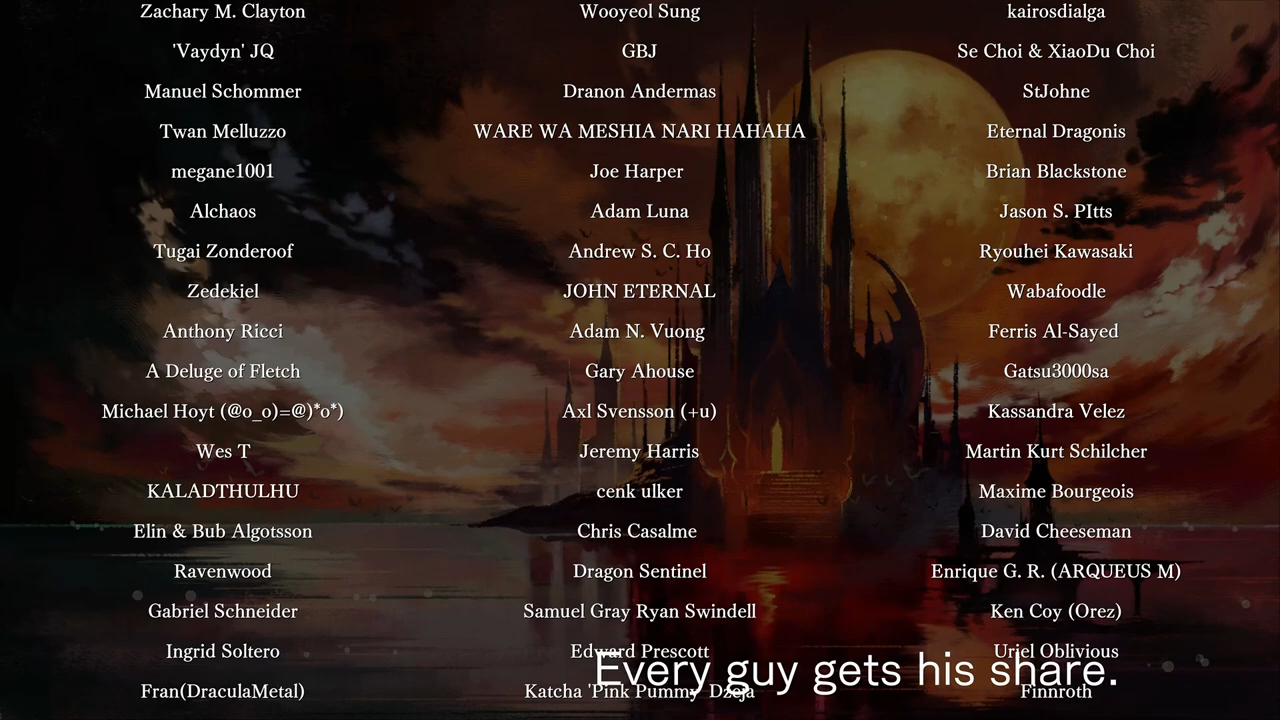 Zachary M. Clayton Wooyeol Sung kairosdialga
'Vaydyn' JQ GBJ Se Choi & XiaoDu Choi
Manuel Schommer Dranon Andermas StJohne
Twan Melluzzo WARE WA MESHIA NARI HAHAHA Eternal Dragonis
megane1001 Joe Harper Brian Blackstone
Alchaos Adam Luna Jason S. PItts
Tugai Zonderoof Andrew S. C. Ho Ryouhei Kawasaki
Zedekiel JOHN ETERNAL Wabafoodle
Anthony Ricci Adam N. Vuong Ferris Al-Sayed
A Deluge of Fletch Gary Ahouse Gatsu3000sa
Michael Hoyt (@o_o)=@)*o*) Axl Svensson (+u) Kassandra Velez
Wes T Jeremy Harris Martin Kurt Schilcher
KALADTHULHU cenk ulker Maxime Bourgeois
Elin & Bub Algotsson Chris Casalme David Cheeseman
Ravenwood Dragon Sentinel Enrique G. R. (ARQUEUS M)
Gabriel Schneider Samuel Gray Ryan Swindell Ken Coy (Orez)
Ingrid Soltero Edward Prescott Uriel Oblivious
Every guy gets his share.
Fran(DraculaMetal) Katcha 'Pink Pummy' Dzeja Finnroth